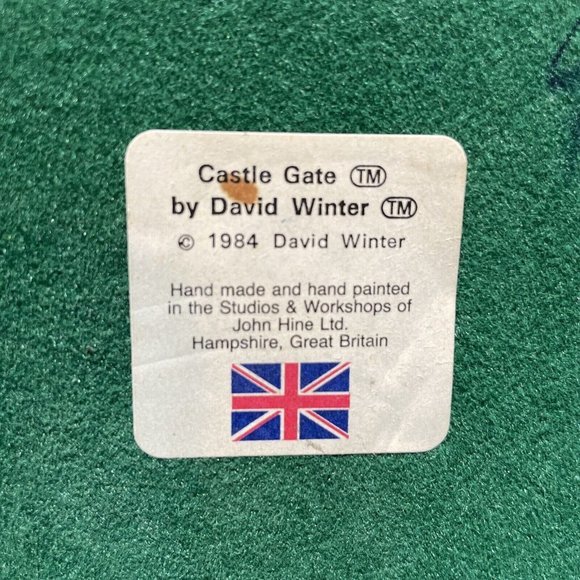 Castle Gate ™
by David Winter ™
© 1984 David Winter
Hand made and hand painted
in the Studios & Workshops of
John Hine Ltd.
Hampshire, Great Britain